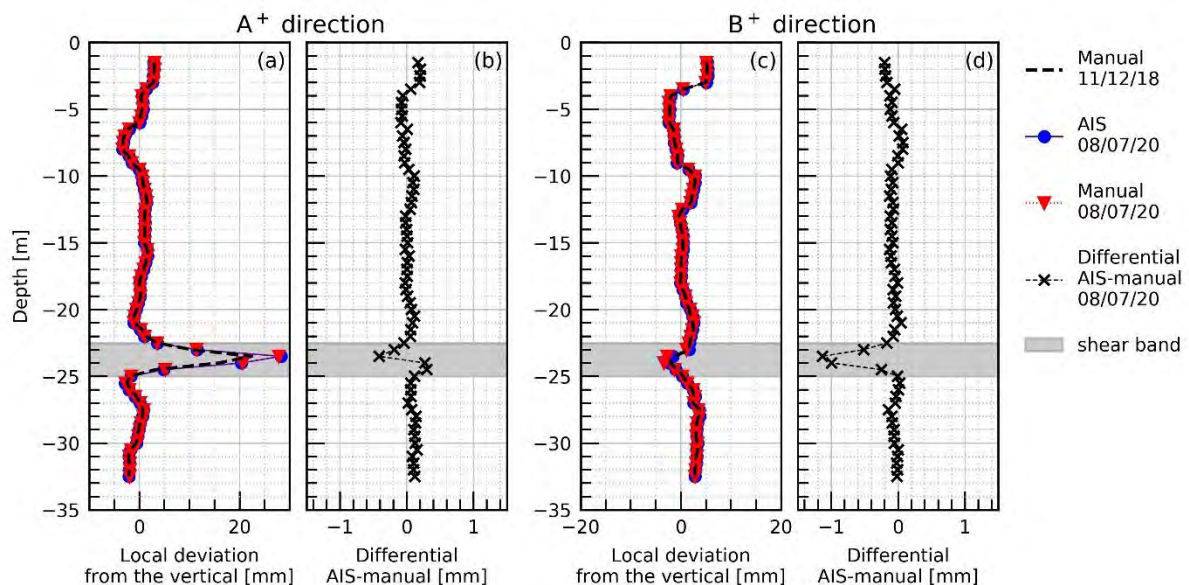 A+ direction
B+ direction
(a)
(b)
(c)
(d)
0
−5
−10
−15
−20
−25
−30
−35
Depth [m]
0 20
−1 0 1
−20 0 20
−1 0 1
Local deviation
from the vertical [mm]
Differential
AIS-manual [mm]
Local deviation
from the vertical [mm]
Differential
AIS-manual [mm]
Manual
11/12/18
AIS
08/07/20
Manual
08/07/20
Differential
AIS-manual
08/07/20
shear band